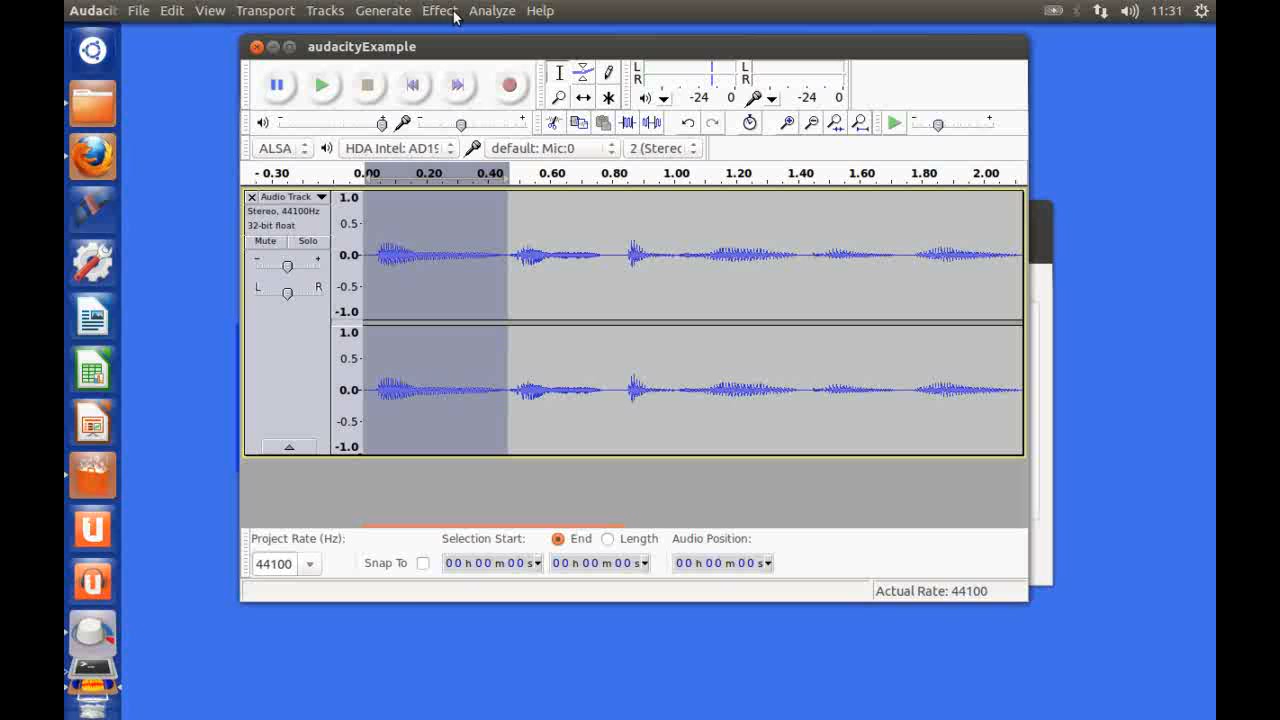 Audacit File Edit View Transport Tracks Generate Effect Analyze Help 11:31
audacityExample
L
R
L
R
-24 0 -24 0
ALSA HDA Intel: AD19 default: Mic:0 2 (Sterec
- 0.30 0.00 0.20 0.40 0.60 0.80 1.00 1.20 1.40 1.60 1.80 2.00
Audio Track 1.0
Stereo, 44100Hz
32-bit float 0.5
Mute Solo
- + 0.0
L R -0.5
-1.0
1.0
0.5
0.0
-0.5
-1.0
Project Rate (Hz): Selection Start: End Length Audio Position:
44100 Snap To 00 h 00 m 00 s 00 h 00 m 00 s 00 h 00 m 00 s
Actual Rate: 44100